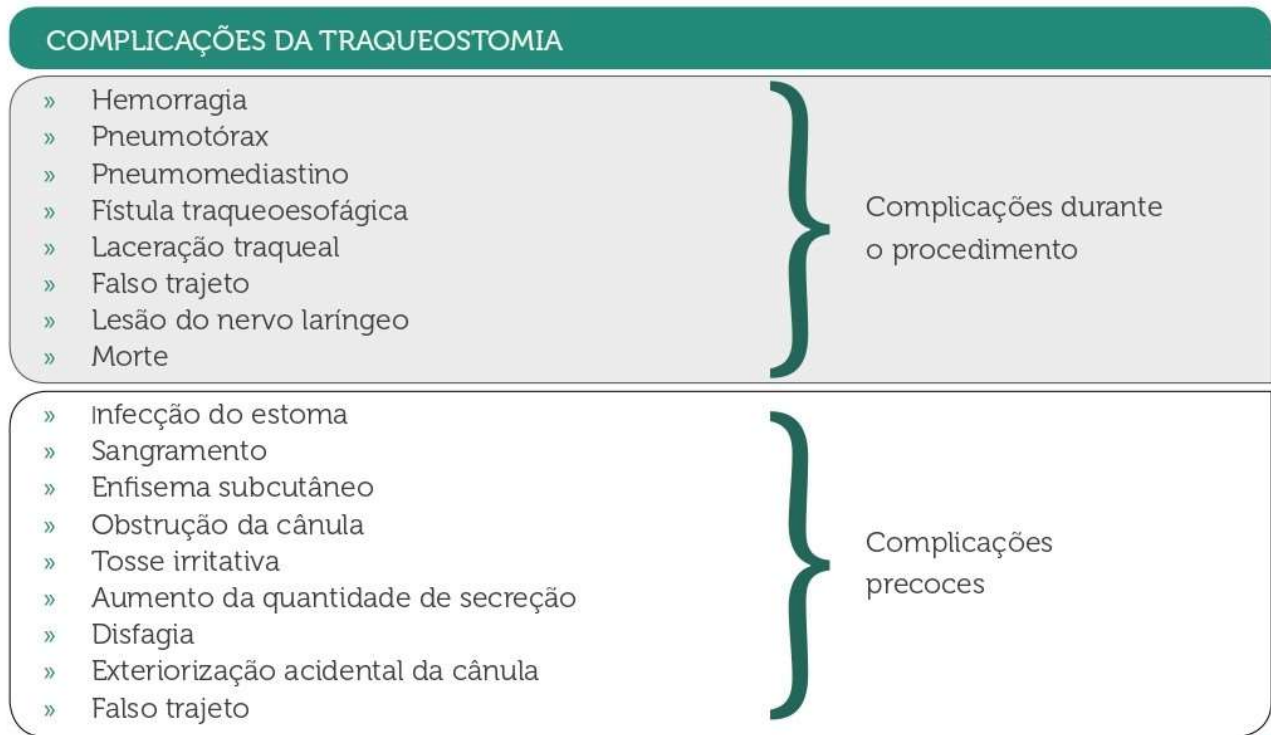 COMPLICAÇÕES DA TRAQUEOSTOMIA
» Hemorragia
» Pneumotórax
» Pneumomediastino
» Fístula traqueoesofágica
» Laceração traqueal
» Falso trajeto
» Lesão do nervo laríngeo
» Morte
Complicações durante
o procedimento
» Infecção do estoma
» Sangramento
» Enfisema subcutâneo
» Obstrução da cânula
» Tosse irritativa
» Aumento da quantidade de secreção
» Disfagia
» Exteriorização acidental da cânula
» Falso trajeto
Complicações
precoces